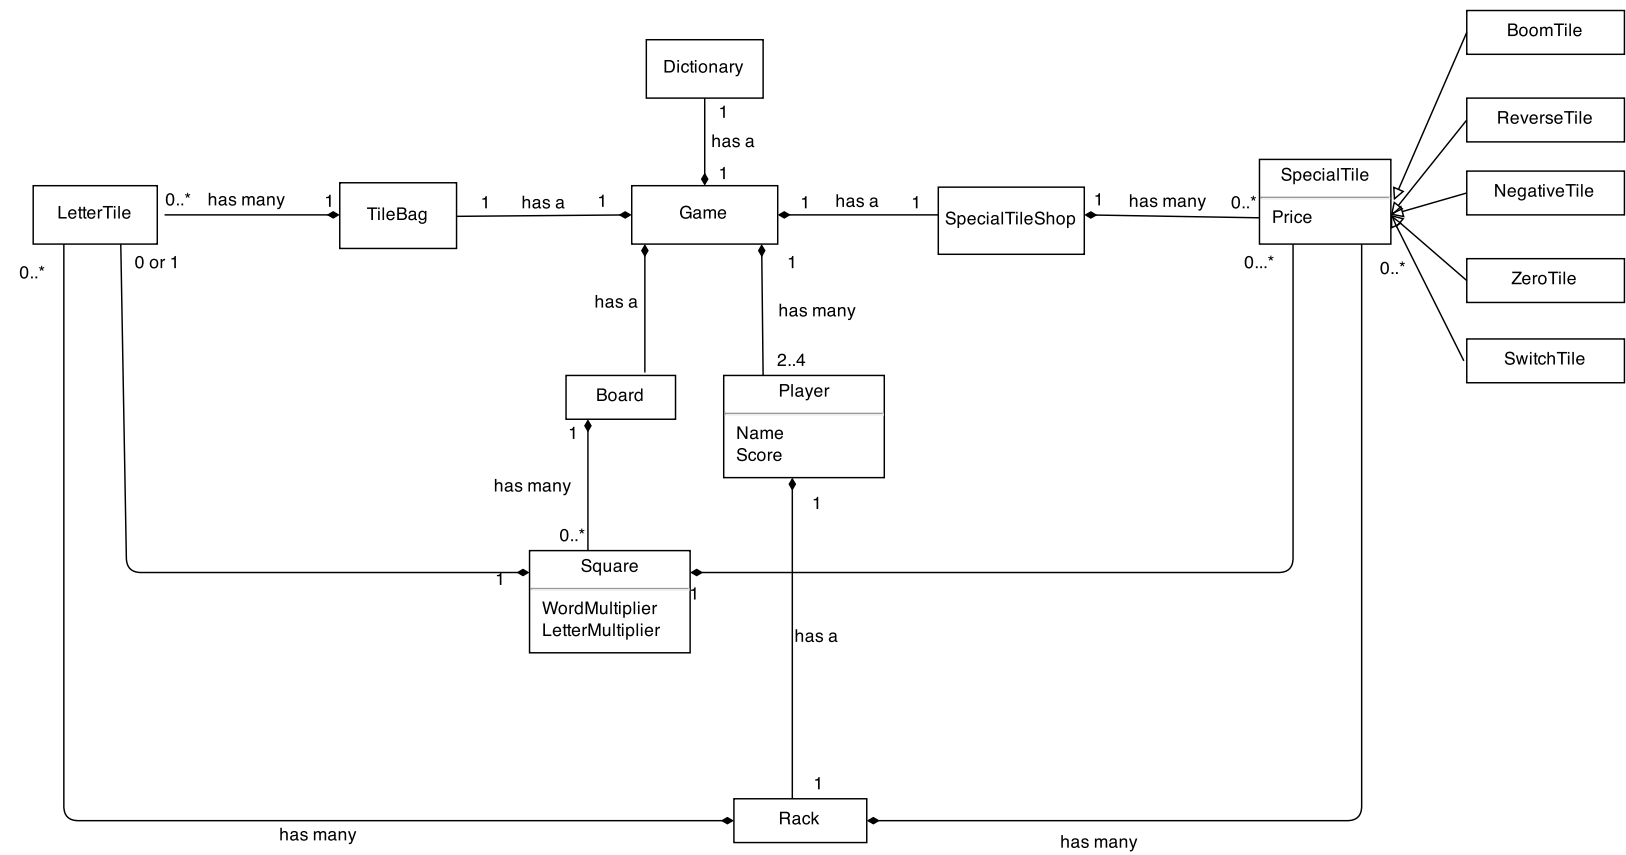 BoomTile
Dictionary
1
has a
1
ReverseTile
SpecialTile
Price
NegativeTile
LetterTile
0..*
has many
1
TileBag
1
has a
1
Game
1
has a
1
SpecialTileShop
1
has many
0..*
0..*
0 or 1
1
0...*
0..*
ZeroTile
has a
has many
2..4
SwitchTile
Board
1
Player
Name
Score
has many
0..*
1
Square
1
1
WordMultiplier
LetterMultiplier
has a
1
Rack
has many
has many